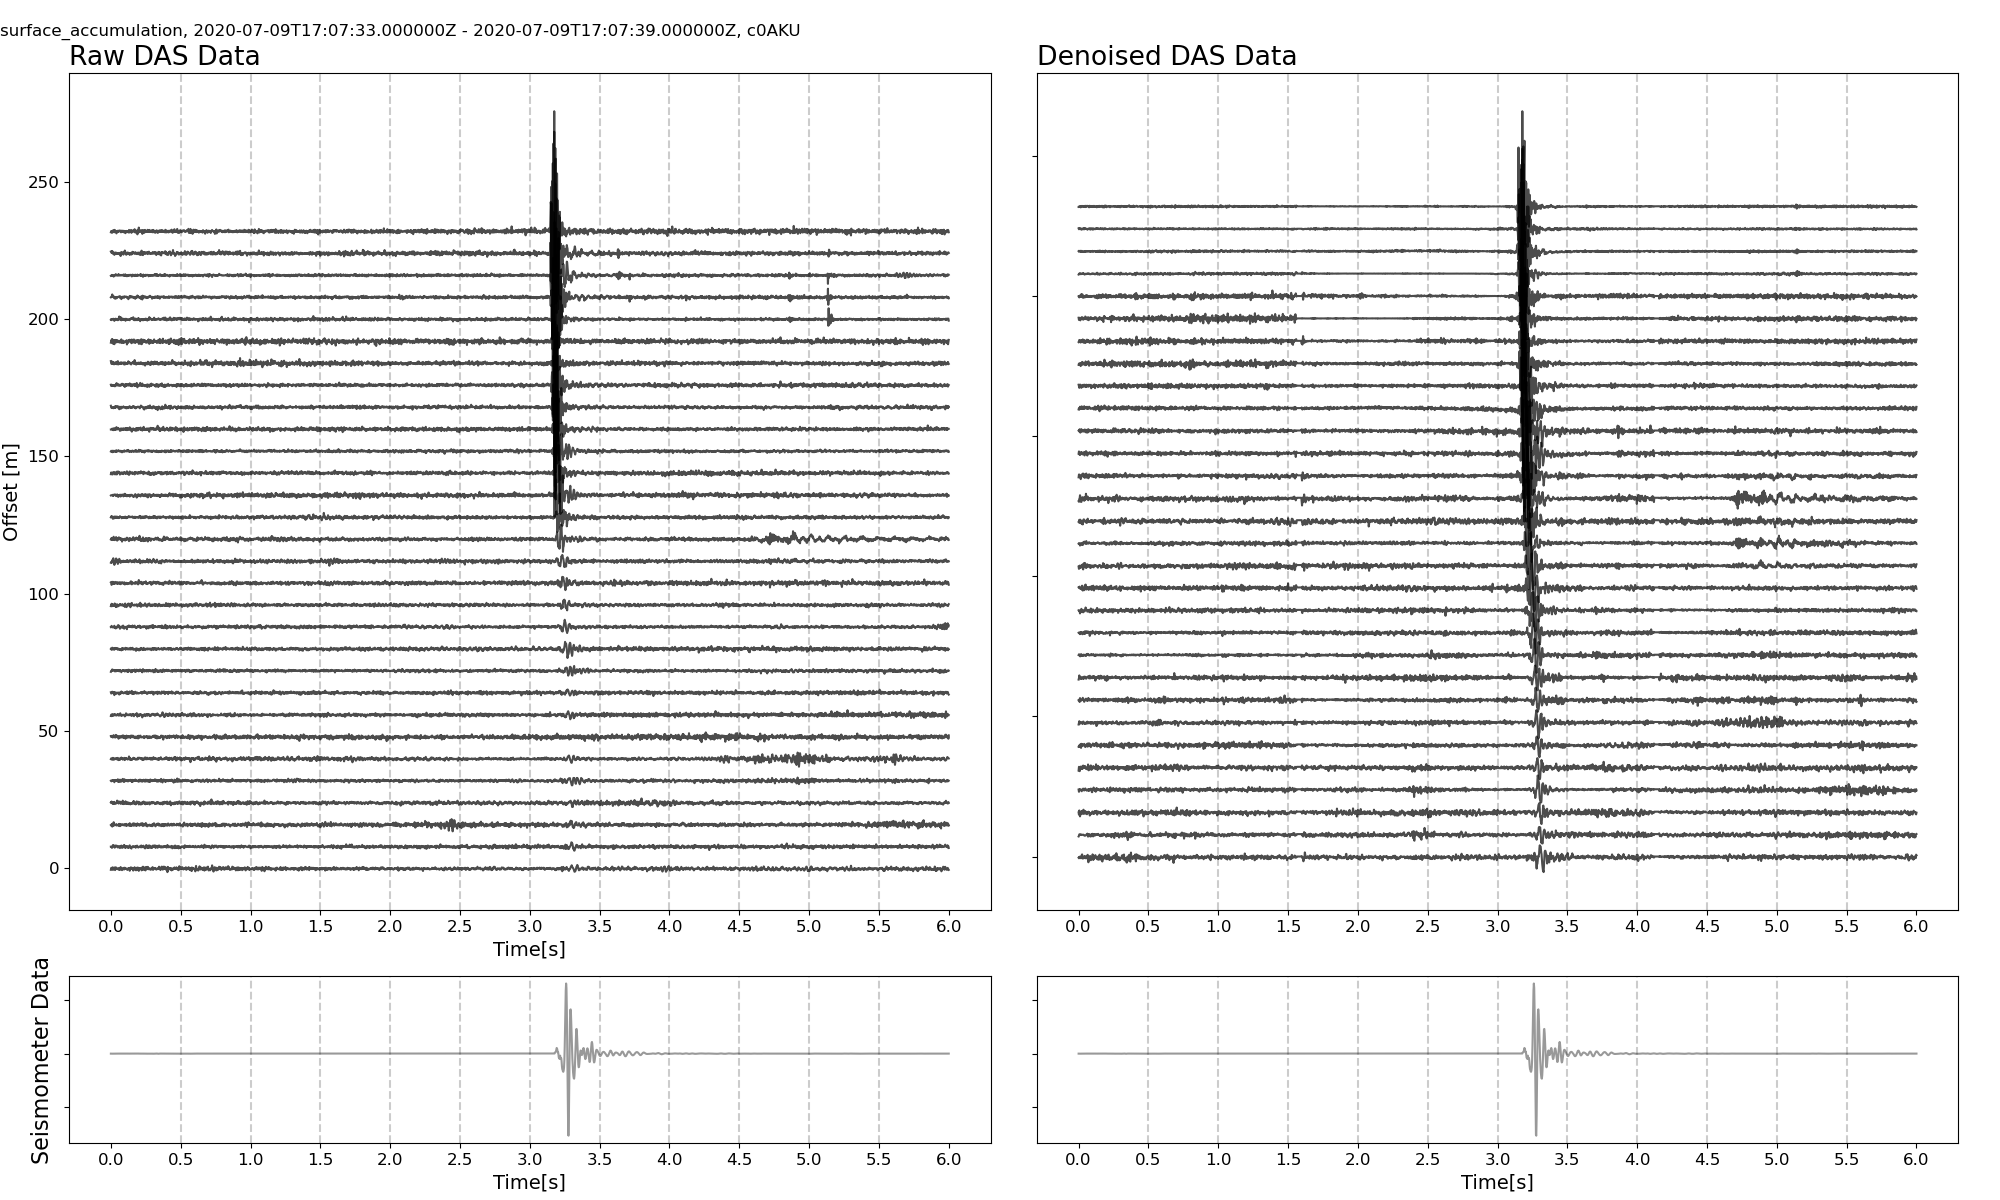 surface_accumulation, 2020-07-09T17:07:33.000000Z - 2020-07-09T17:07:39.000000Z, c0AKU
Raw DAS Data
Denoised DAS Data
Offset [m]
250
200
150
100
50
0
0.0 0.5 1.0 1.5 2.0 2.5 3.0 3.5 4.0 4.5 5.0 5.5 6.0
Time[s]
0.0 0.5 1.0 1.5 2.0 2.5 3.0 3.5 4.0 4.5 5.0 5.5 6.0
Seismometer Data
0.0 0.5 1.0 1.5 2.0 2.5 3.0 3.5 4.0 4.5 5.0 5.5 6.0
Time[s]
0.0 0.5 1.0 1.5 2.0 2.5 3.0 3.5 4.0 4.5 5.0 5.5 6.0
Time[s]